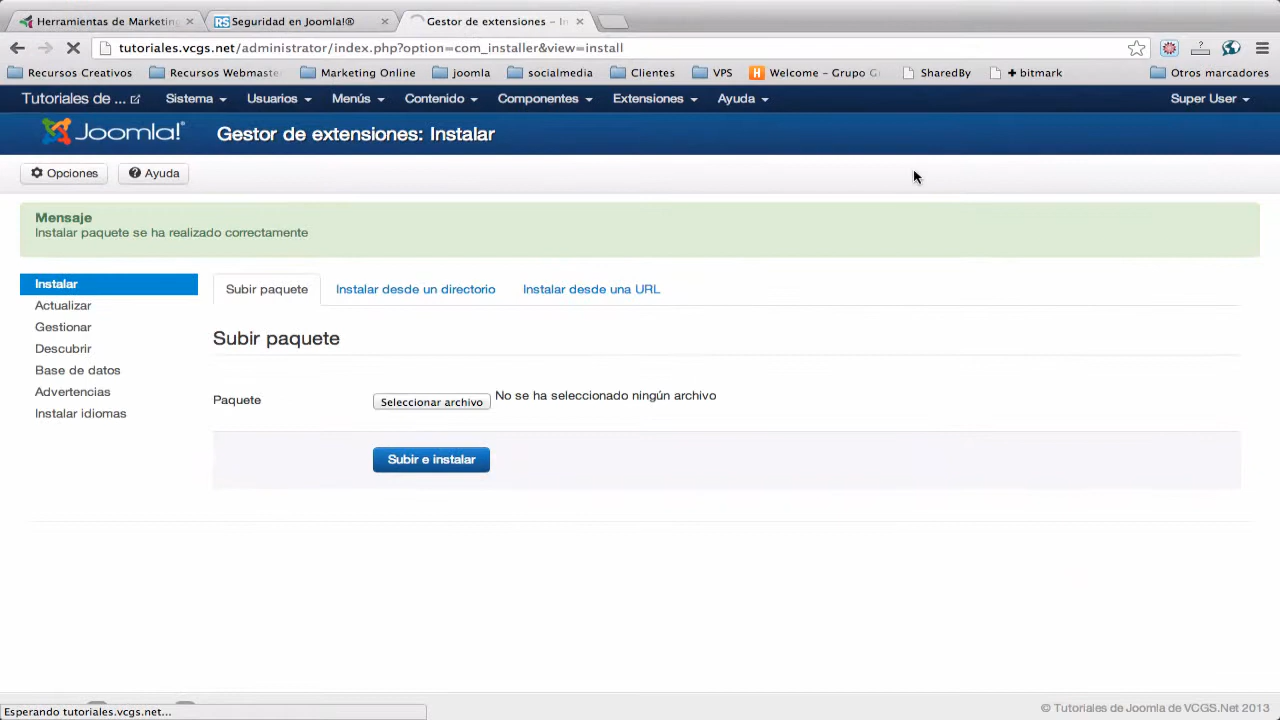 Herramientas de Marketing
RS Seguridad en Joomla!®
Gestor de extensiones – In
tutoriales.vcgs.net/administrator/index.php?option=com_installer&view=install
Recursos Creativos
Recursos Webmaste
Marketing Online
joomla
socialmedia
Clientes
VPS
Welcome – Grupo G
SharedBy
+ bitmark
Otros marcadores
Tutoriales de ...
Sistema
Usuarios
Menús
Contenido
Componentes
Extensiones
Ayuda
Super User
Joomla!®
Gestor de extensiones: Instalar
Opciones
Ayuda
Mensaje
Instalar paquete se ha realizado correctamente
Instalar
Actualizar
Gestionar
Descubrir
Base de datos
Advertencias
Instalar idiomas
Subir paquete
Instalar desde un directorio
Instalar desde una URL
Subir paquete
Paquete
Seleccionar archivo
No se ha seleccionado ningún archivo
Subir e instalar
Esperando tutoriales.vcgs.net...
© Tutoriales de Joomla de VCGS.Net 2013